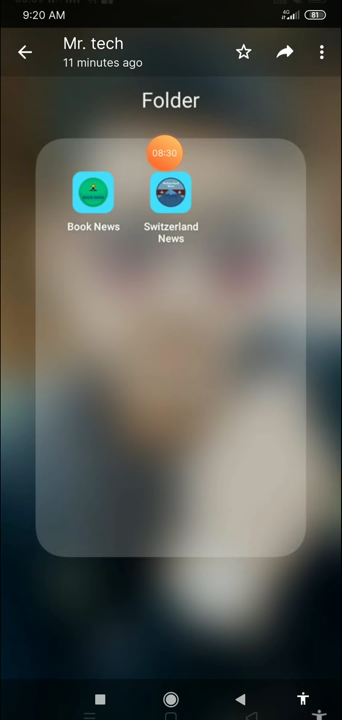 9:20 AM
4G
81
Mr. tech
11 minutes ago
Folder
08:30
Book News
Switzerland
News